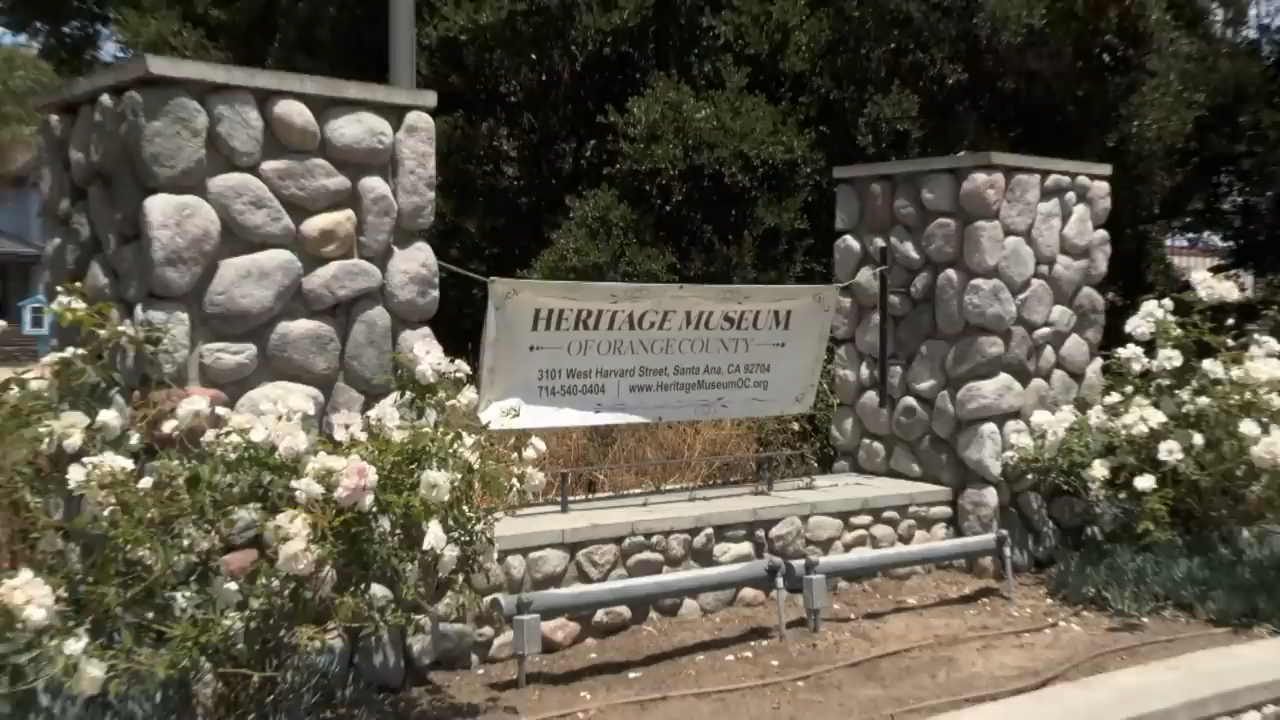 HERITAGE MUSEUM
OF ORANGE COUNTY
3101 West Harvard Street, Santa Ana, CA 92704
714-540-0404 | www.HeritageMuseumOC.org